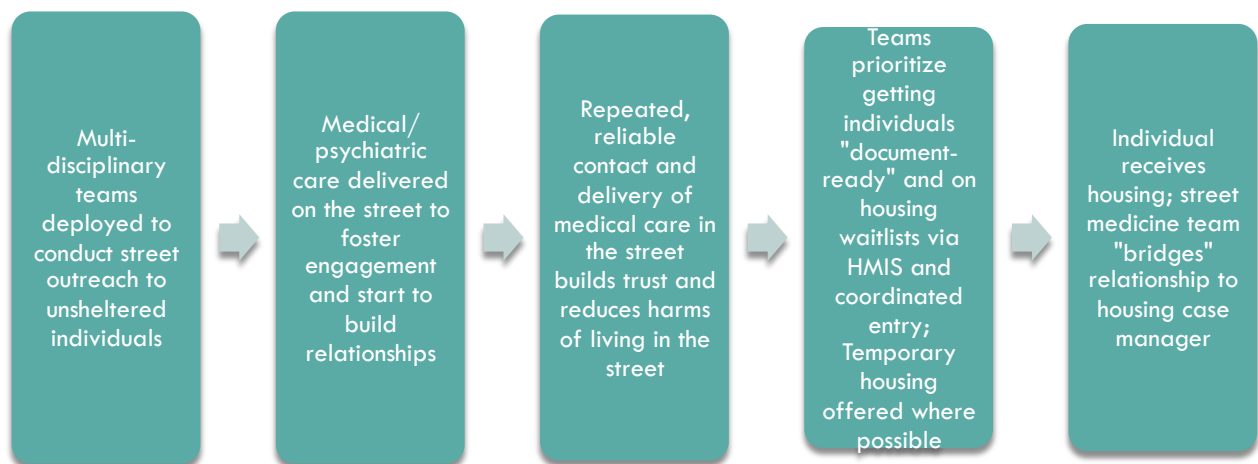 Multi-
disciplinary
teams
deployed to
conduct street
outreach to
unsheltered
individuals
Medical/
psychiatric
care delivered
on the street to
foster
engagement
and start to
build
relationships
Repeated,
reliable
contact and
delivery of
medical care in
the street
builds trust and
reduces harms
of living in the
street
Teams
prioritize
getting
individuals
"document-
ready" and on
housing
waitlists via
HMIS and
coordinated
entry;
Temporary
housing
offered where
possible
Individual
receives
housing; street
medicine team
"bridges"
relationship to
housing case
manager